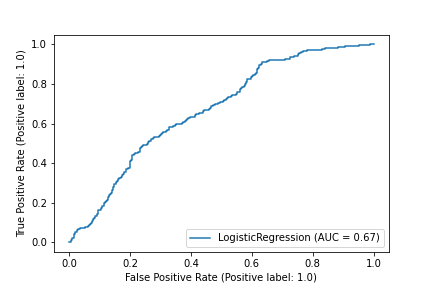 1.0
0.8
0.6
0.4
0.2
0.0
True Positive Rate (Positive label: 1.0)
LogisticRegression (AUC = 0.67)
0.0 0.2 0.4 0.6 0.8 1.0
False Positive Rate (Positive label: 1.0)